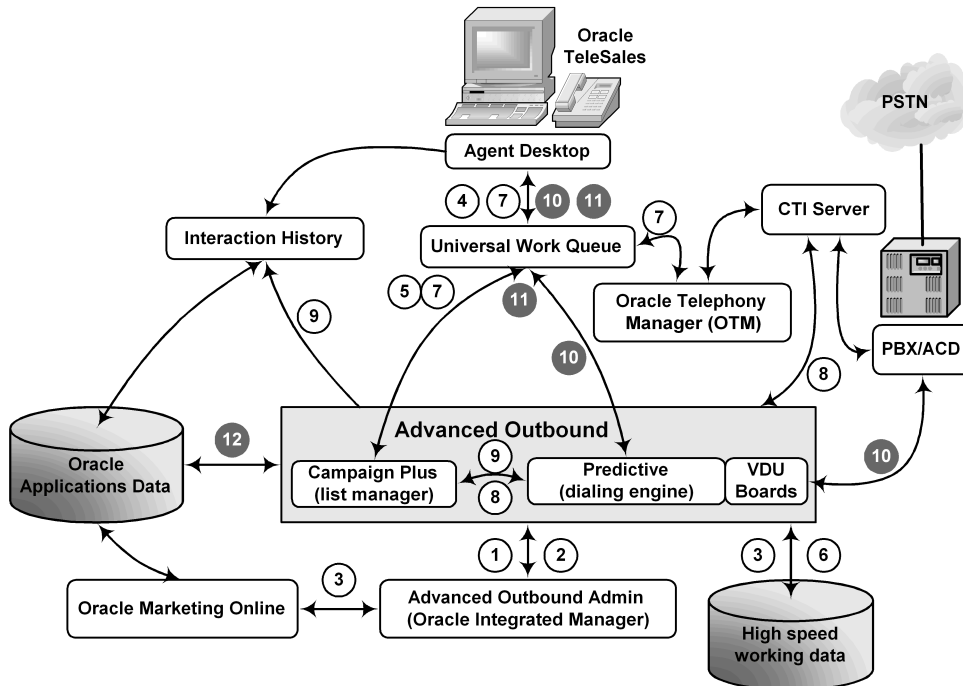 Oracle
TeleSales
PSTN
Agent Desktop
4
7
10
11
7
CTI Server
Interaction History
Universal Work Queue
5
7
11
Oracle Telephony
Manager (OTM)
9
10
8
PBX/ACD
12
Advanced Outbound
10
Oracle
Applications Data
Campaign Plus
(list manager)
9
8
Predictive
(dialing engine)
VDU
Boards
1
2
3
6
3
Oracle Marketing Online
Advanced Outbound Admin
(Oracle Integrated Manager)
High speed
working data